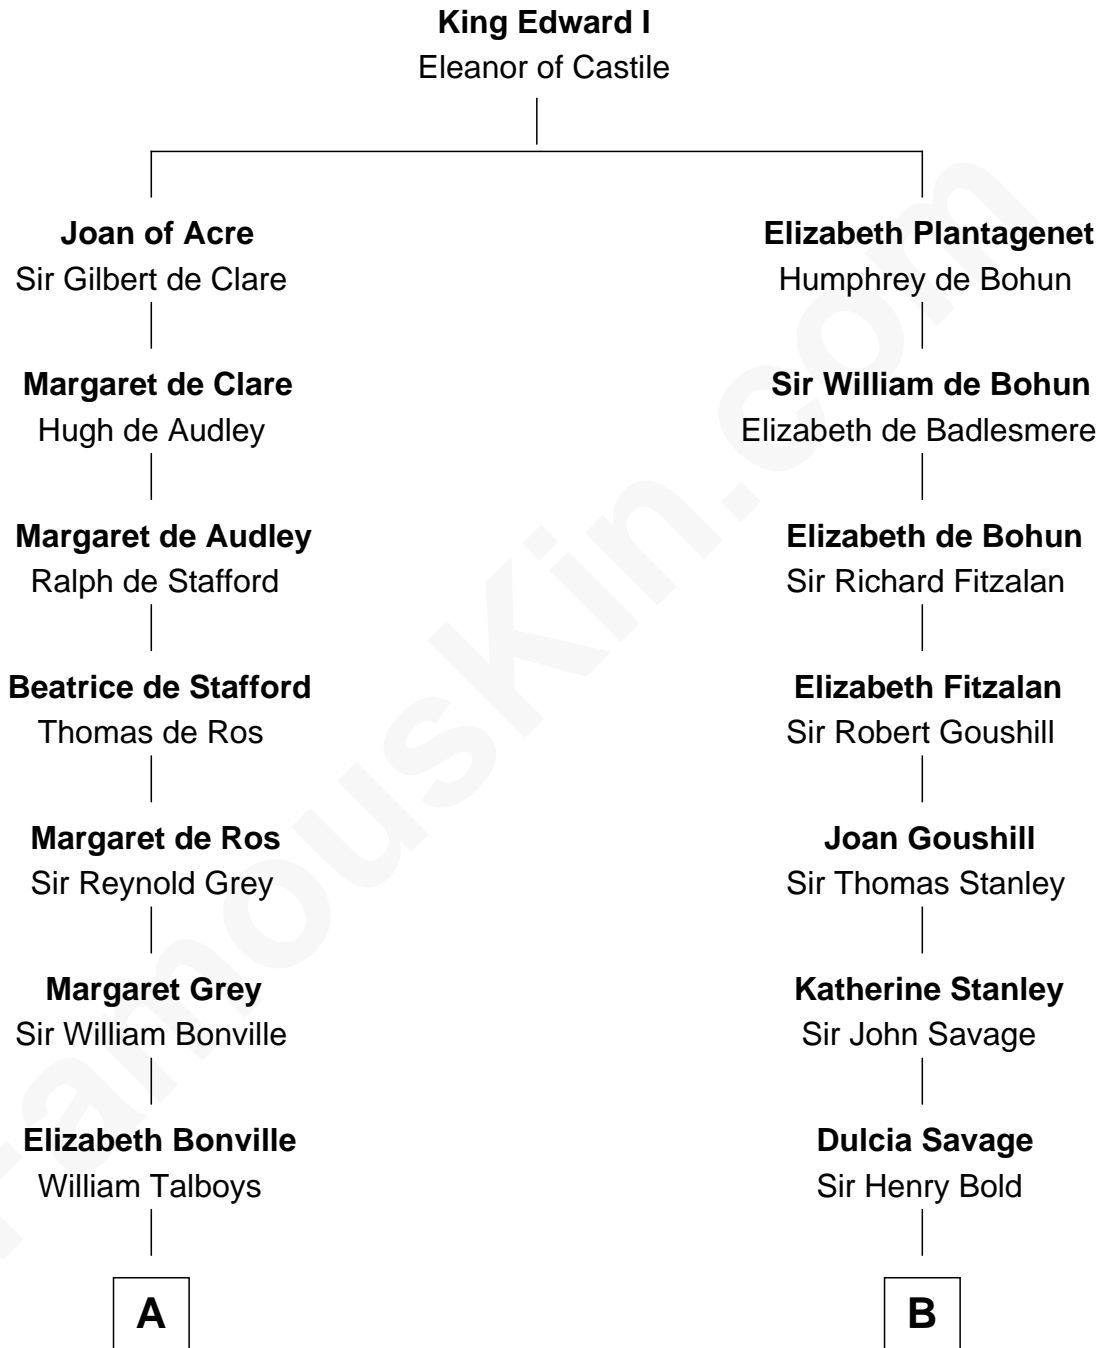 King Edward I
Eleanor of Castile
Joan of Acre
Sir Gilbert de Clare
Elizabeth Plantagenet
Humphrey de Bohun
Margaret de Clare
Hugh de Audley
Sir William de Bohun
Elizabeth de Badlesmere
Margaret de Audley
Ralph de Stafford
Elizabeth de Bohun
Sir Richard Fitzalan
Beatrice de Stafford
Thomas de Ros
Elizabeth Fitzalan
Sir Robert Goushill
Margaret de Ros
Sir Reynold Grey
Joan Goushill
Sir Thomas Stanley
Margaret Grey
Sir William Bonville
Katherine Stanley
Sir John Savage
Elizabeth Bonville
William Talboys
Dulcia Savage
Sir Henry Bold
A
B
FamousKin.com